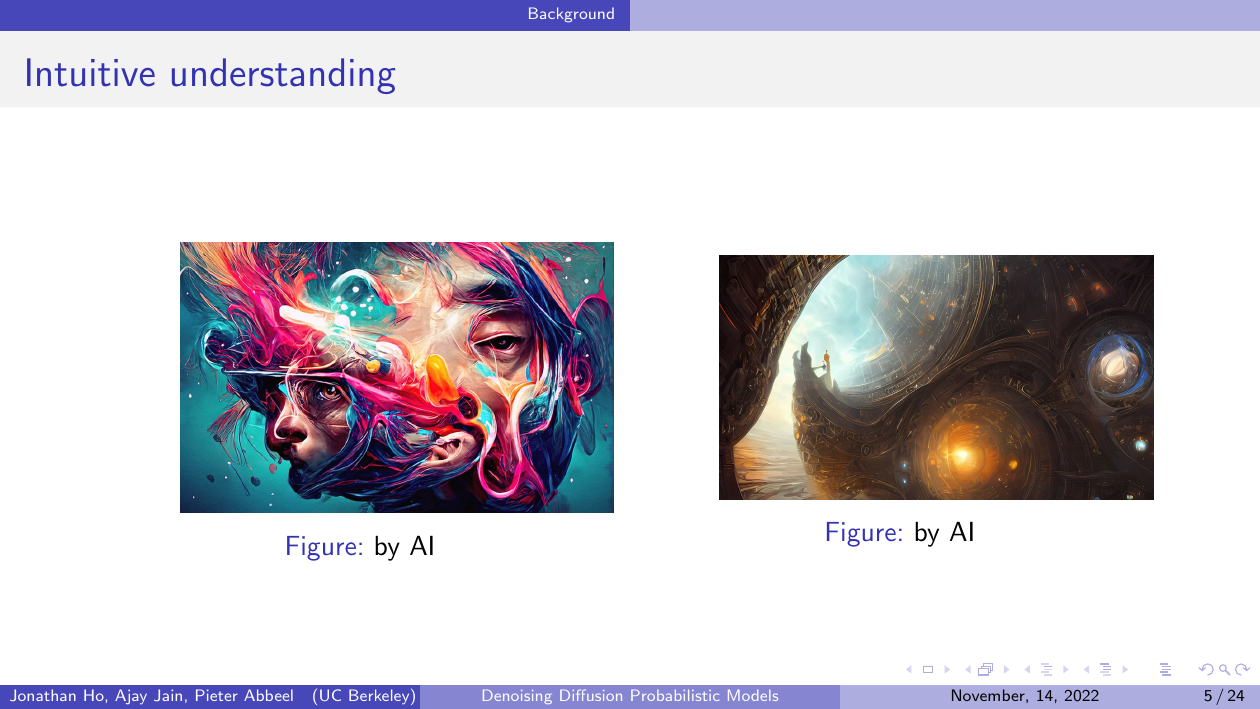 Background
Intuitive understanding
Figure: by AI
Figure: by AI
Jonathan Ho, Ajay Jain, Pieter Abbeel (UC Berkeley) Denoising Diffusion Probabilistic Models November, 14, 2022 5 / 24